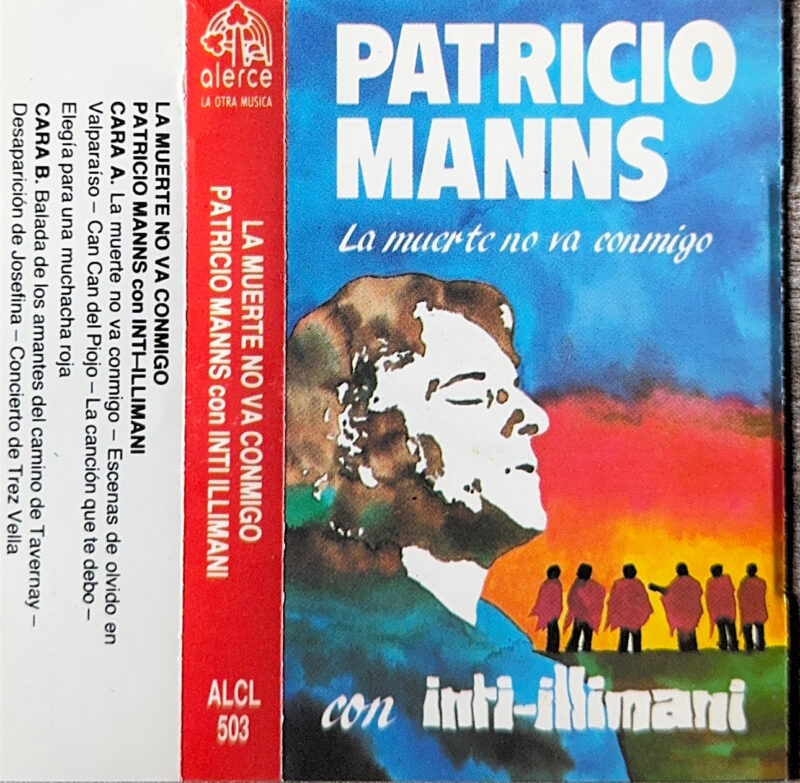 LA MUERTE NO VA CONMIGO
PATRICIO MANNS con INTI-ILLIMANI
CARA A. La muerte no va conmigo – Escenas de olvido en
Valparaíso – Can Can del Piojo – La canción que te debo –
Elegía para una muchacha roja
CARA B. Balada de los amantes del camino de Tavernay –
Desaparición de Josefina – Concierto de Trez Vella
alerce
LA OTRA MUSICA
LA MUERTE NO VA CONMIGO
PATRICIO MANNS con INTI ILLIMANI
ALCL
503
PATRICIO
MANNS
La muerte no va conmigo
con inti-illimani